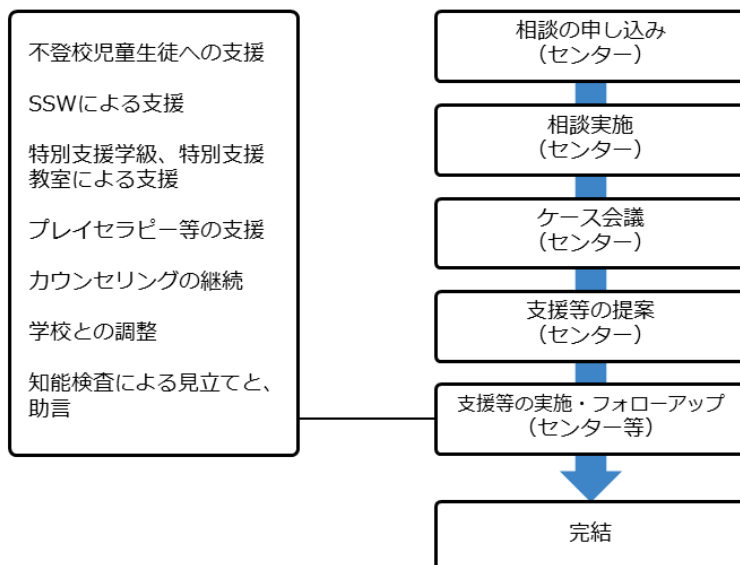 不登校児童生徒への支援
SSWによる支援
特別支援学級、特別支援
教室による支援
プレイセラピー等の支援
カウンセリングの継続
学校との調整
知能検査による見立てと、
助言
相談の申し込み
（センター）
相談実施
（センター）
ケース会議
（センター）
支援等の提案
（センター）
支援等の実施・フォローアップ
（センター等）
完結